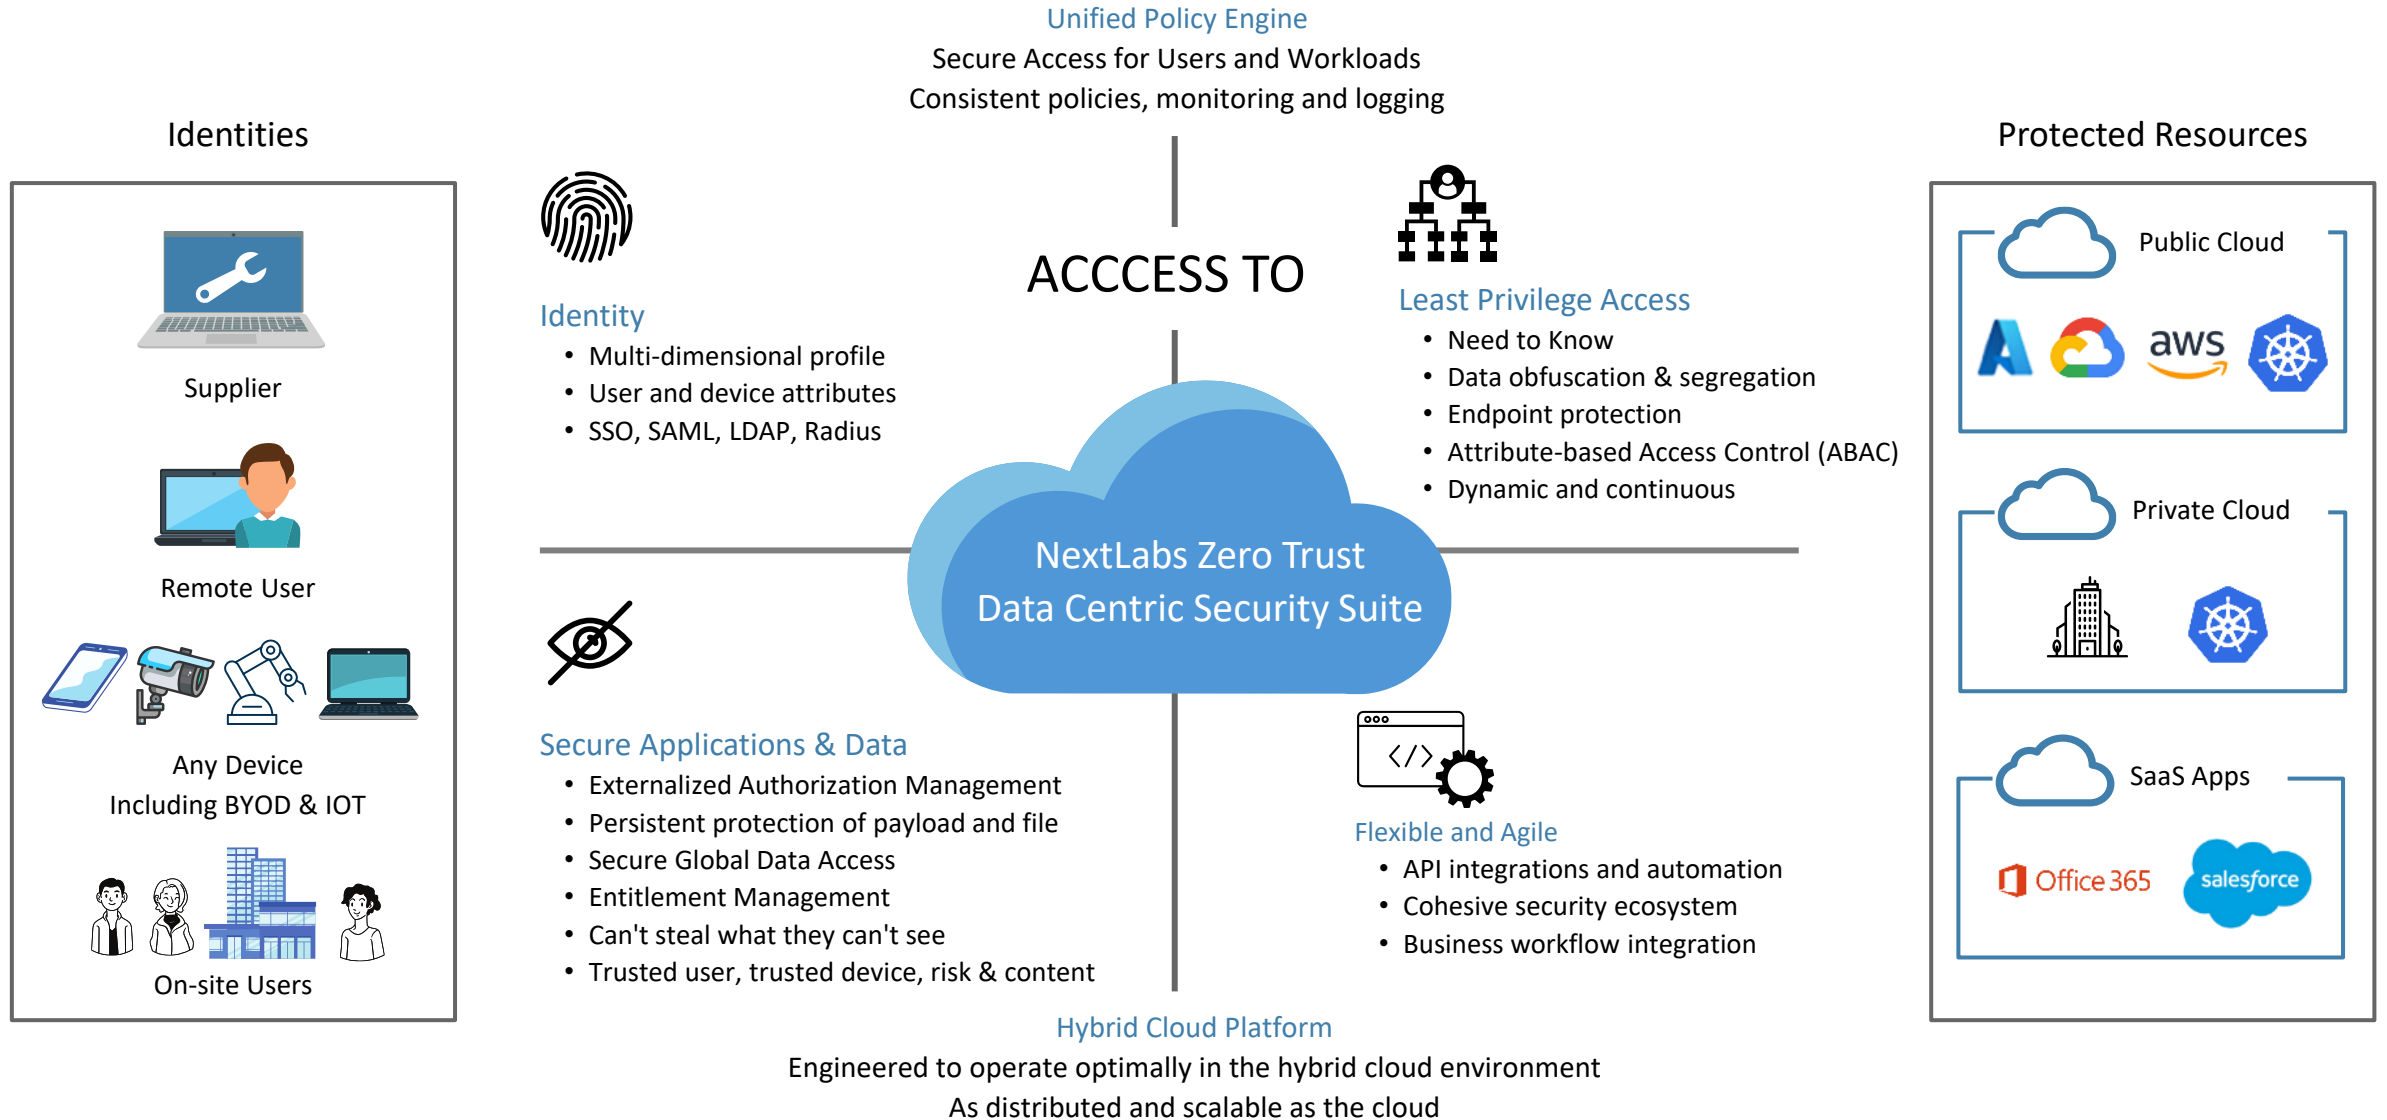 Unified Policy Engine
Secure Access for Users and Workloads
Consistent policies, monitoring and logging
Identities
Supplier
Remote User
Any Device
Including BYOD & IOT
On-site Users
Identity
• Multi-dimensional profile
• User and device attributes
• SSO, SAML, LDAP, Radius
ACCCESS TO
Least Privilege Access
• Need to Know
• Data obfuscation & segregation
• Endpoint protection
• Attribute-based Access Control (ABAC)
• Dynamic and continuous
NextLabs Zero Trust
Data Centric Security Suite
Secure Applications & Data
• Externalized Authorization Management
• Persistent protection of payload and file
• Secure Global Data Access
• Entitlement Management
• Can't steal what they can't see
• Trusted user, trusted device, risk & content
</>
Flexible and Agile
• API integrations and automation
• Cohesive security ecosystem
• Business workflow integration
Hybrid Cloud Platform
Engineered to operate optimally in the hybrid cloud environment
As distributed and scalable as the cloud
Protected Resources
Public Cloud
aws
Private Cloud
SaaS Apps
Office 365
salesforce